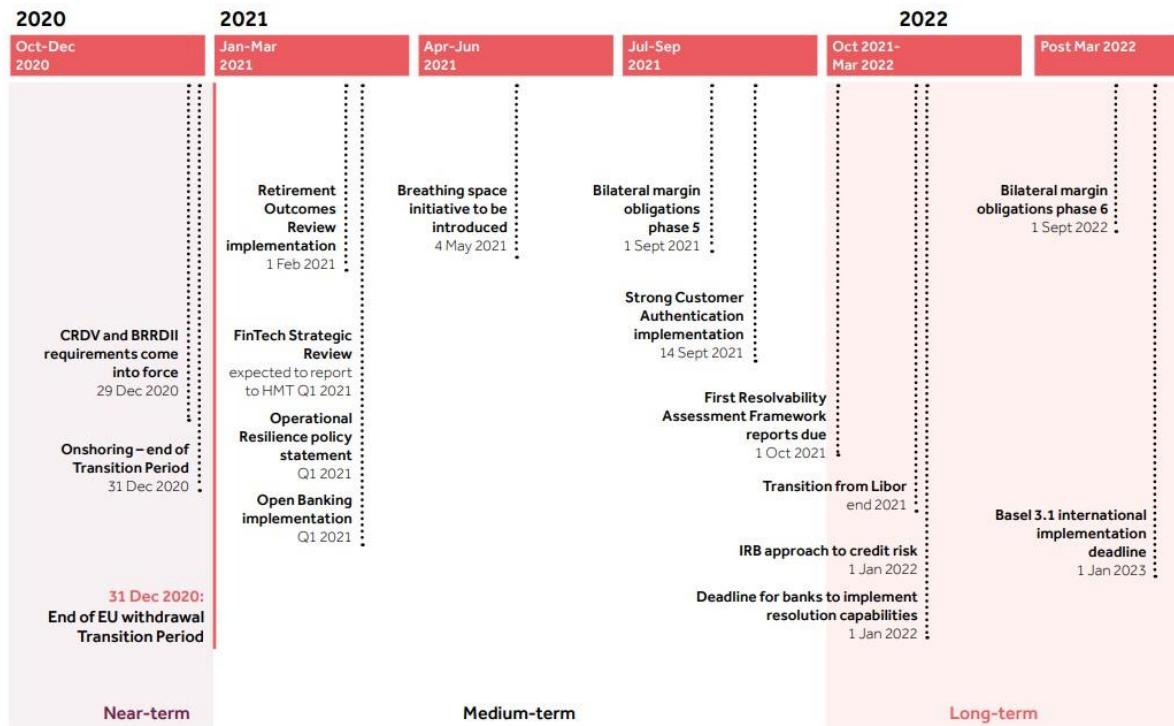 2020
2021
2022
Oct-Dec
2020
Jan-Mar
2021
Apr-Jun
2021
Jul-Sep
2021
Oct 2021-
Mar 2022
Post Mar 2022
CRDV and BRRDII
requirements come
into force
29 Dec 2020
Onshoring – end of
Transition Period
31 Dec 2020
31 Dec 2020:
End of EU withdrawal
Transition Period
Retirement
Outcomes
Review
implementation
1 Feb 2021
FinTech Strategic
Review
expected to report
to HMT Q1 2021
Operational
Resilience policy
statement
Q1 2021
Open Banking
implementation
Q1 2021
Breathing space
initiative to be
introduced
4 May 2021
Bilateral margin
obligations
phase 5
1 Sept 2021
Strong Customer
Authentication
implementation
14 Sept 2021
First Resolvability
Assessment Framework
reports due
1 Oct 2021
Transition from Libor
end 2021
IRB approach to credit risk
1 Jan 2022
Deadline for banks to implement
resolution capabilities
1 Jan 2022
Bilateral margin
obligations phase 6
1 Sept 2022
Basel 3.1 international
implementation
deadline
1 Jan 2023
Near-term
Medium-term
Long-term